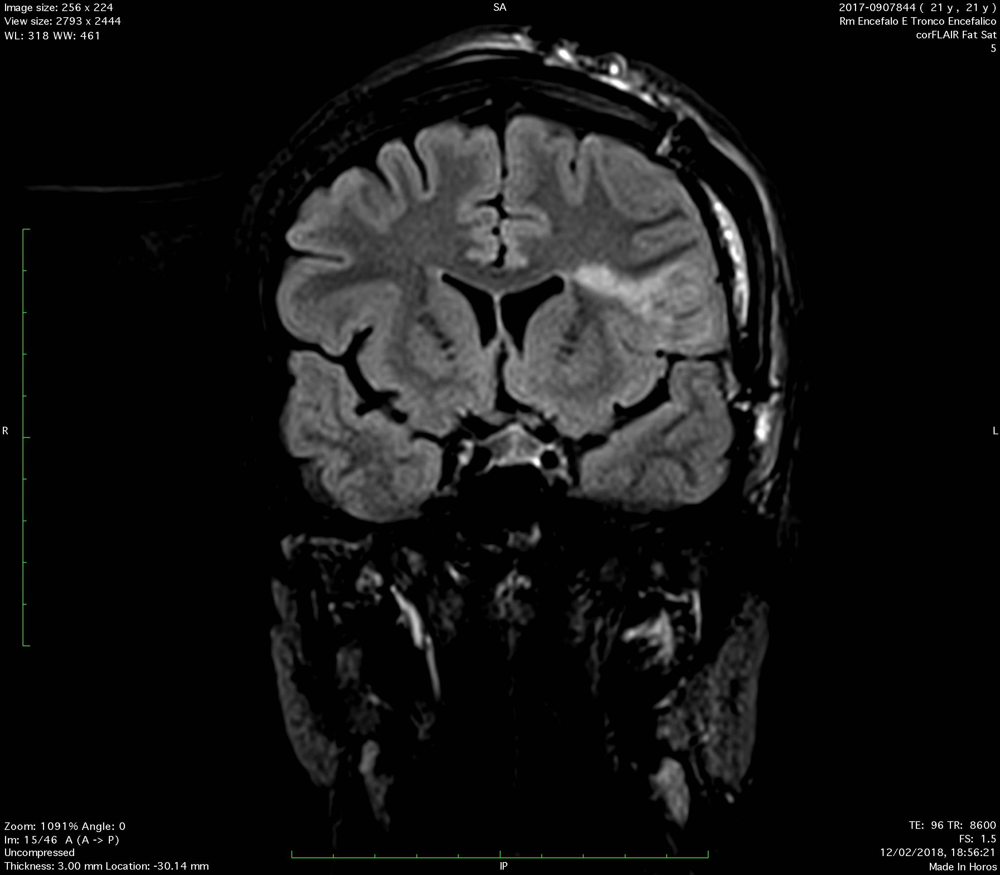 Image size: 256 x 224
View size: 2793 x 2444
WL: 318 WW: 461
SA
2017-0907844 ( 21 y , 21 y )
Rm Encefalo E Tronco Encefalico
corFLAIR Fat Sat
5
R
L
Zoom: 1091% Angle: 0
Im: 15/46 A (A -> P)
Uncompressed
Thickness: 3.00 mm Location: -30.14 mm
IP
TE: 96 TR: 8600
FS: 1.5
12/02/2018, 18:56:21
Made In Horos